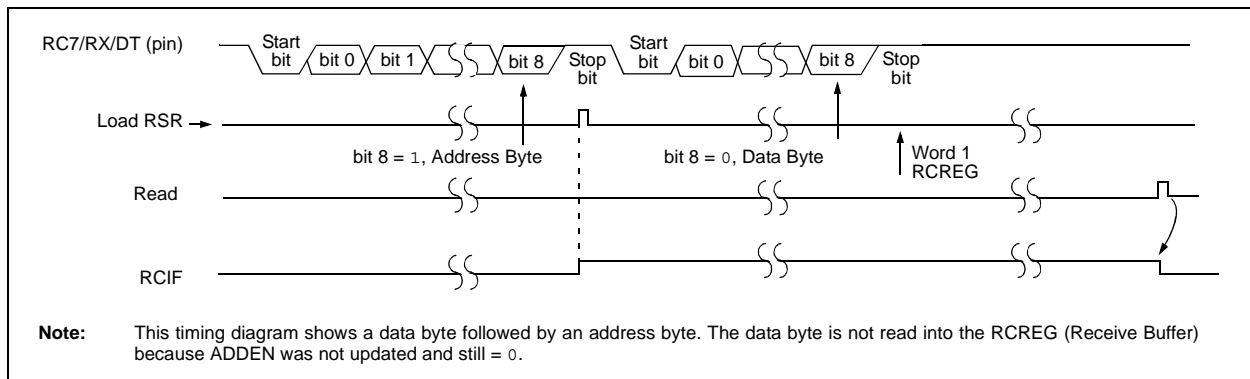 RC7/RX/DT (pin)
Start
bit
bit 0
bit 1
bit 8
Stop
bit
Start
bit
bit 0
bit 8
Stop
bit
Load RSR
bit 8 = 1, Address Byte
bit 8 = 0, Data Byte
Word 1
RCREG
Read
RCIF
Note: This timing diagram shows a data byte followed by an address byte. The data byte is not read into the RCREG (Receive Buffer)
because ADDEN was not updated and still = 0.